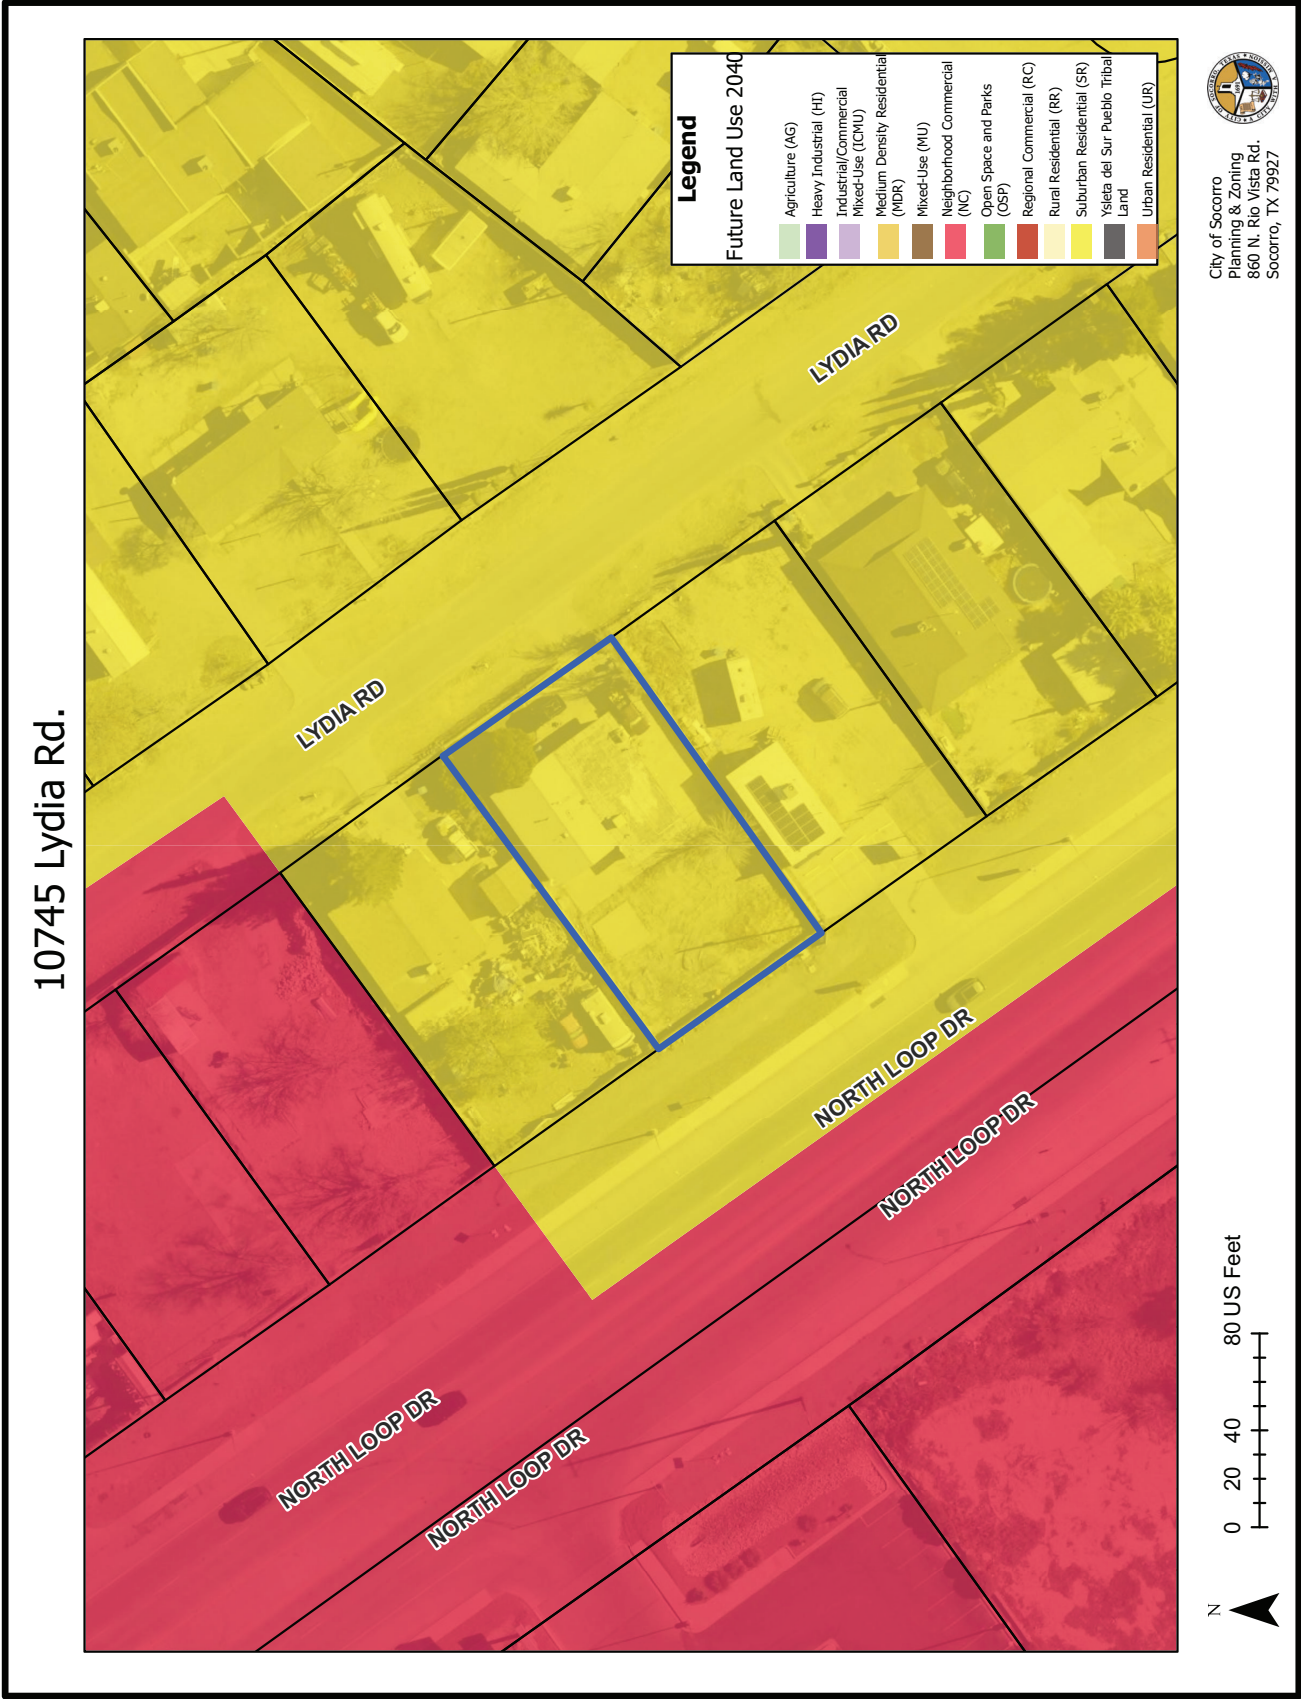 10745 Lydia Rd.
LYDIA RD
LYDIA RD
NORTH LOOP DR
NORTH LOOP DR
NORTH LOOP DR
NORTH LOOP DR
Legend
Future Land Use 2040
Agriculture (AG)
Heavy Industrial (HI)
Industrial/Commercial
Mixed-Use (ICMU)
Medium Density Residential
(MDR)
Mixed-Use (MU)
Neighborhood Commercial
(NC)
Open Space and Parks
(OSP)
Regional Commercial (RC)
Rural Residential (RR)
Suburban Residential (SR)
Ysleta del Sur Pueblo Tribal
Land
Urban Residential (UR)
N
0 20 40 80 US Feet
City of Socorro
Planning & Zoning
860 N. Rio Vista Rd.
Socorro, TX 79927